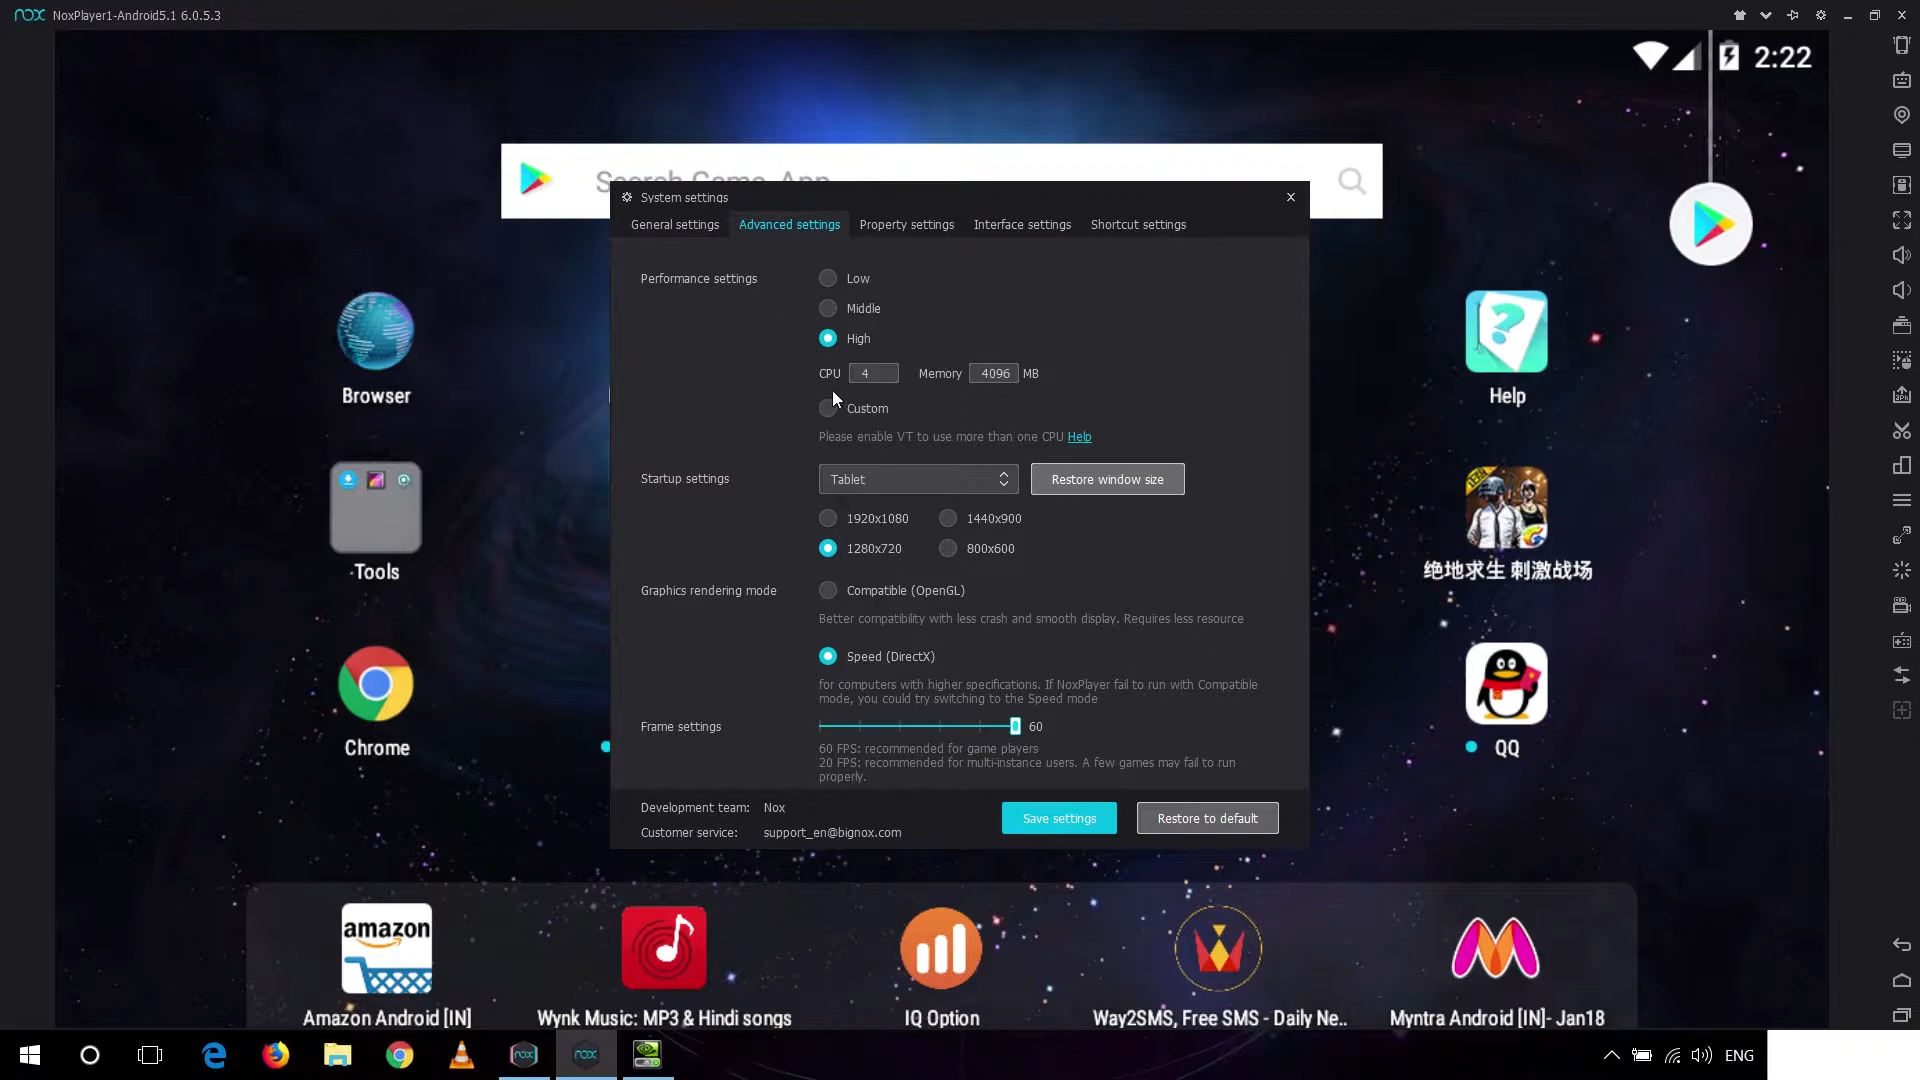 nox NoxPlayer1-Android5.1 6.0.5.3
2:22
Search Game, App
System settings
General settings Advanced settings Property settings Interface settings Shortcut settings
Performance settings
Low
Middle
High
CPU 4 Memory 4096 MB
Custom
Please enable VT to use more than one CPU Help
Startup settings Tablet Restore window size
1920x1080 1440x900
1280x720 800x600
Graphics rendering mode Compatible (OpenGL)
Better compatibility with less crash and smooth display. Requires less resource
Speed (DirectX)
for computers with higher specifications. If NoxPlayer fail to run with Compatible
mode, you could try switching to the Speed mode
Frame settings 60
60 FPS: recommended for game players
20 FPS: recommended for multi-instance users. A few games may fail to run
properly.
Development team: Nox
Customer service: support_en@bignox.com
Save settings Restore to default
Browser
·Tools
Chrome
Help
绝地求生 刺激战场
QQ
amazon
Amazon Android [IN] Wynk Music: MP3 & Hindi songs IQ Option Way2SMS, Free SMS - Daily Ne.. Myntra Android [IN]- Jan18
nox nox
ENG